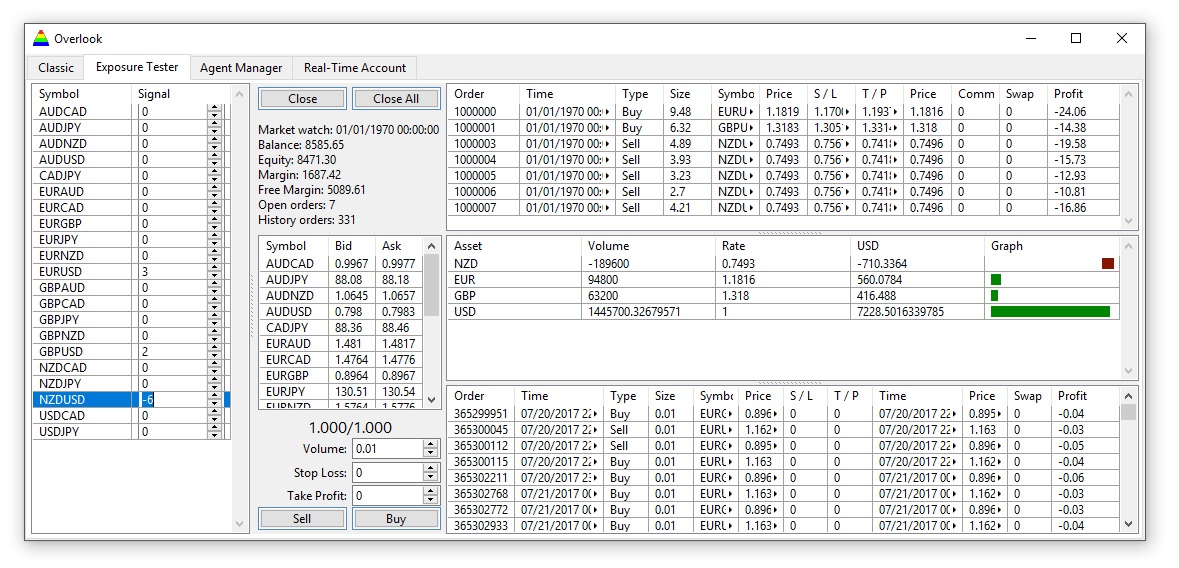 Overlook
Classic Exposure Tester Agent Manager Real-Time Account
Symbol Signal
AUDCAD 0
AUDJPY 0
AUDNZD 0
AUDUSD 0
CADJPY 0
EURAUD 0
EURCAD 0
EURGBP 0
EURJPY 0
EURNZD 0
EURUSD 3
GBPAUD 0
GBPCAD 0
GBPJPY 0
GBPNZD 0
GBPUSD 2
NZDCAD 0
NZDJPY 0
NZDUSD -6
USDCAD 0
USDJPY 0
Close Close All
Market watch: 01/01/1970 00:00:00
Balance: 8585.65
Equity: 8471.30
Margin: 1687.42
Free Margin: 5089.61
Open orders: 7
History orders: 331
Symbol Bid Ask
AUDCAD 0.9967 0.9977
AUDJPY 88.08 88.18
AUDNZD 1.0645 1.0657
AUDUSD 0.798 0.7983
CADJPY 88.36 88.46
EURAUD 1.481 1.4817
EURCAD 1.4764 1.4776
EURGBP 0.8964 0.8967
EURJPY 130.51 130.54
EURNZD 1.5764 1.5776
1.000/1.000
Volume: 0.01
Stop Loss: 0
Take Profit: 0
Sell Buy
Order Time Type Size Symbo Price S / L T / P Price Comm Swap Profit
1000000 01/01/1970 00: Buy 9.48 EURU 1.1819 1.170 1.193 1.1816 0 0 -24.06
1000001 01/01/1970 00: Buy 6.32 GBPU 1.3183 1.305 1.331 1.318 0 0 -14.38
1000003 01/01/1970 00: Sell 4.89 NZDU 0.7493 0.756 0.741 0.7496 0 0 -19.58
1000004 01/01/1970 00: Sell 3.93 NZDU 0.7493 0.756 0.741 0.7496 0 0 -15.73
1000005 01/01/1970 00: Sell 3.23 NZDU 0.7493 0.756 0.741 0.7496 0 0 -12.93
1000006 01/01/1970 00: Sell 2.7 NZDU 0.7493 0.756 0.741 0.7496 0 0 -10.81
1000007 01/01/1970 00: Sell 4.21 NZDU 0.7493 0.756 0.741 0.7496 0 0 -16.86
Asset Volume Rate USD Graph
NZD -189600 0.7493 -710.3364
EUR 94800 1.1816 560.0784
GBP 63200 1.318 416.488
USD 1445700.32679571 1 7228.5016339785
Order Time Type Size Symbo Price S / L T / P Time Price Swap Profit
365299951 07/20/2017 22 Buy 0.01 EURG 0.896 0 0 07/20/2017 22 0.895 0 -0.04
365300045 07/20/2017 22 Sell 0.01 EURU 1.162 0 0 07/20/2017 22 1.163 0 -0.03
365300112 07/20/2017 22 Sell 0.01 EURG 0.895 0 0 07/20/2017 22 0.896 0 -0.05
365300115 07/20/2017 22 Buy 0.01 EURU 1.163 0 0 07/20/2017 22 1.162 0 -0.04
365302211 07/20/2017 23 Buy 0.01 EURG 0.896 0 0 07/21/2017 00 0.896 0 -0.06
365302768 07/21/2017 00 Buy 0.01 EURU 1.163 0 0 07/21/2017 00 1.163 0 -0.03
365302772 07/21/2017 00 Buy 0.01 EURG 0.896 0 0 07/21/2017 00 0.896 0 -0.03
365302933 07/21/2017 00 Buy 0.01 EURU 1.163 0 0 07/21/2017 00 1.162 0 -0.04